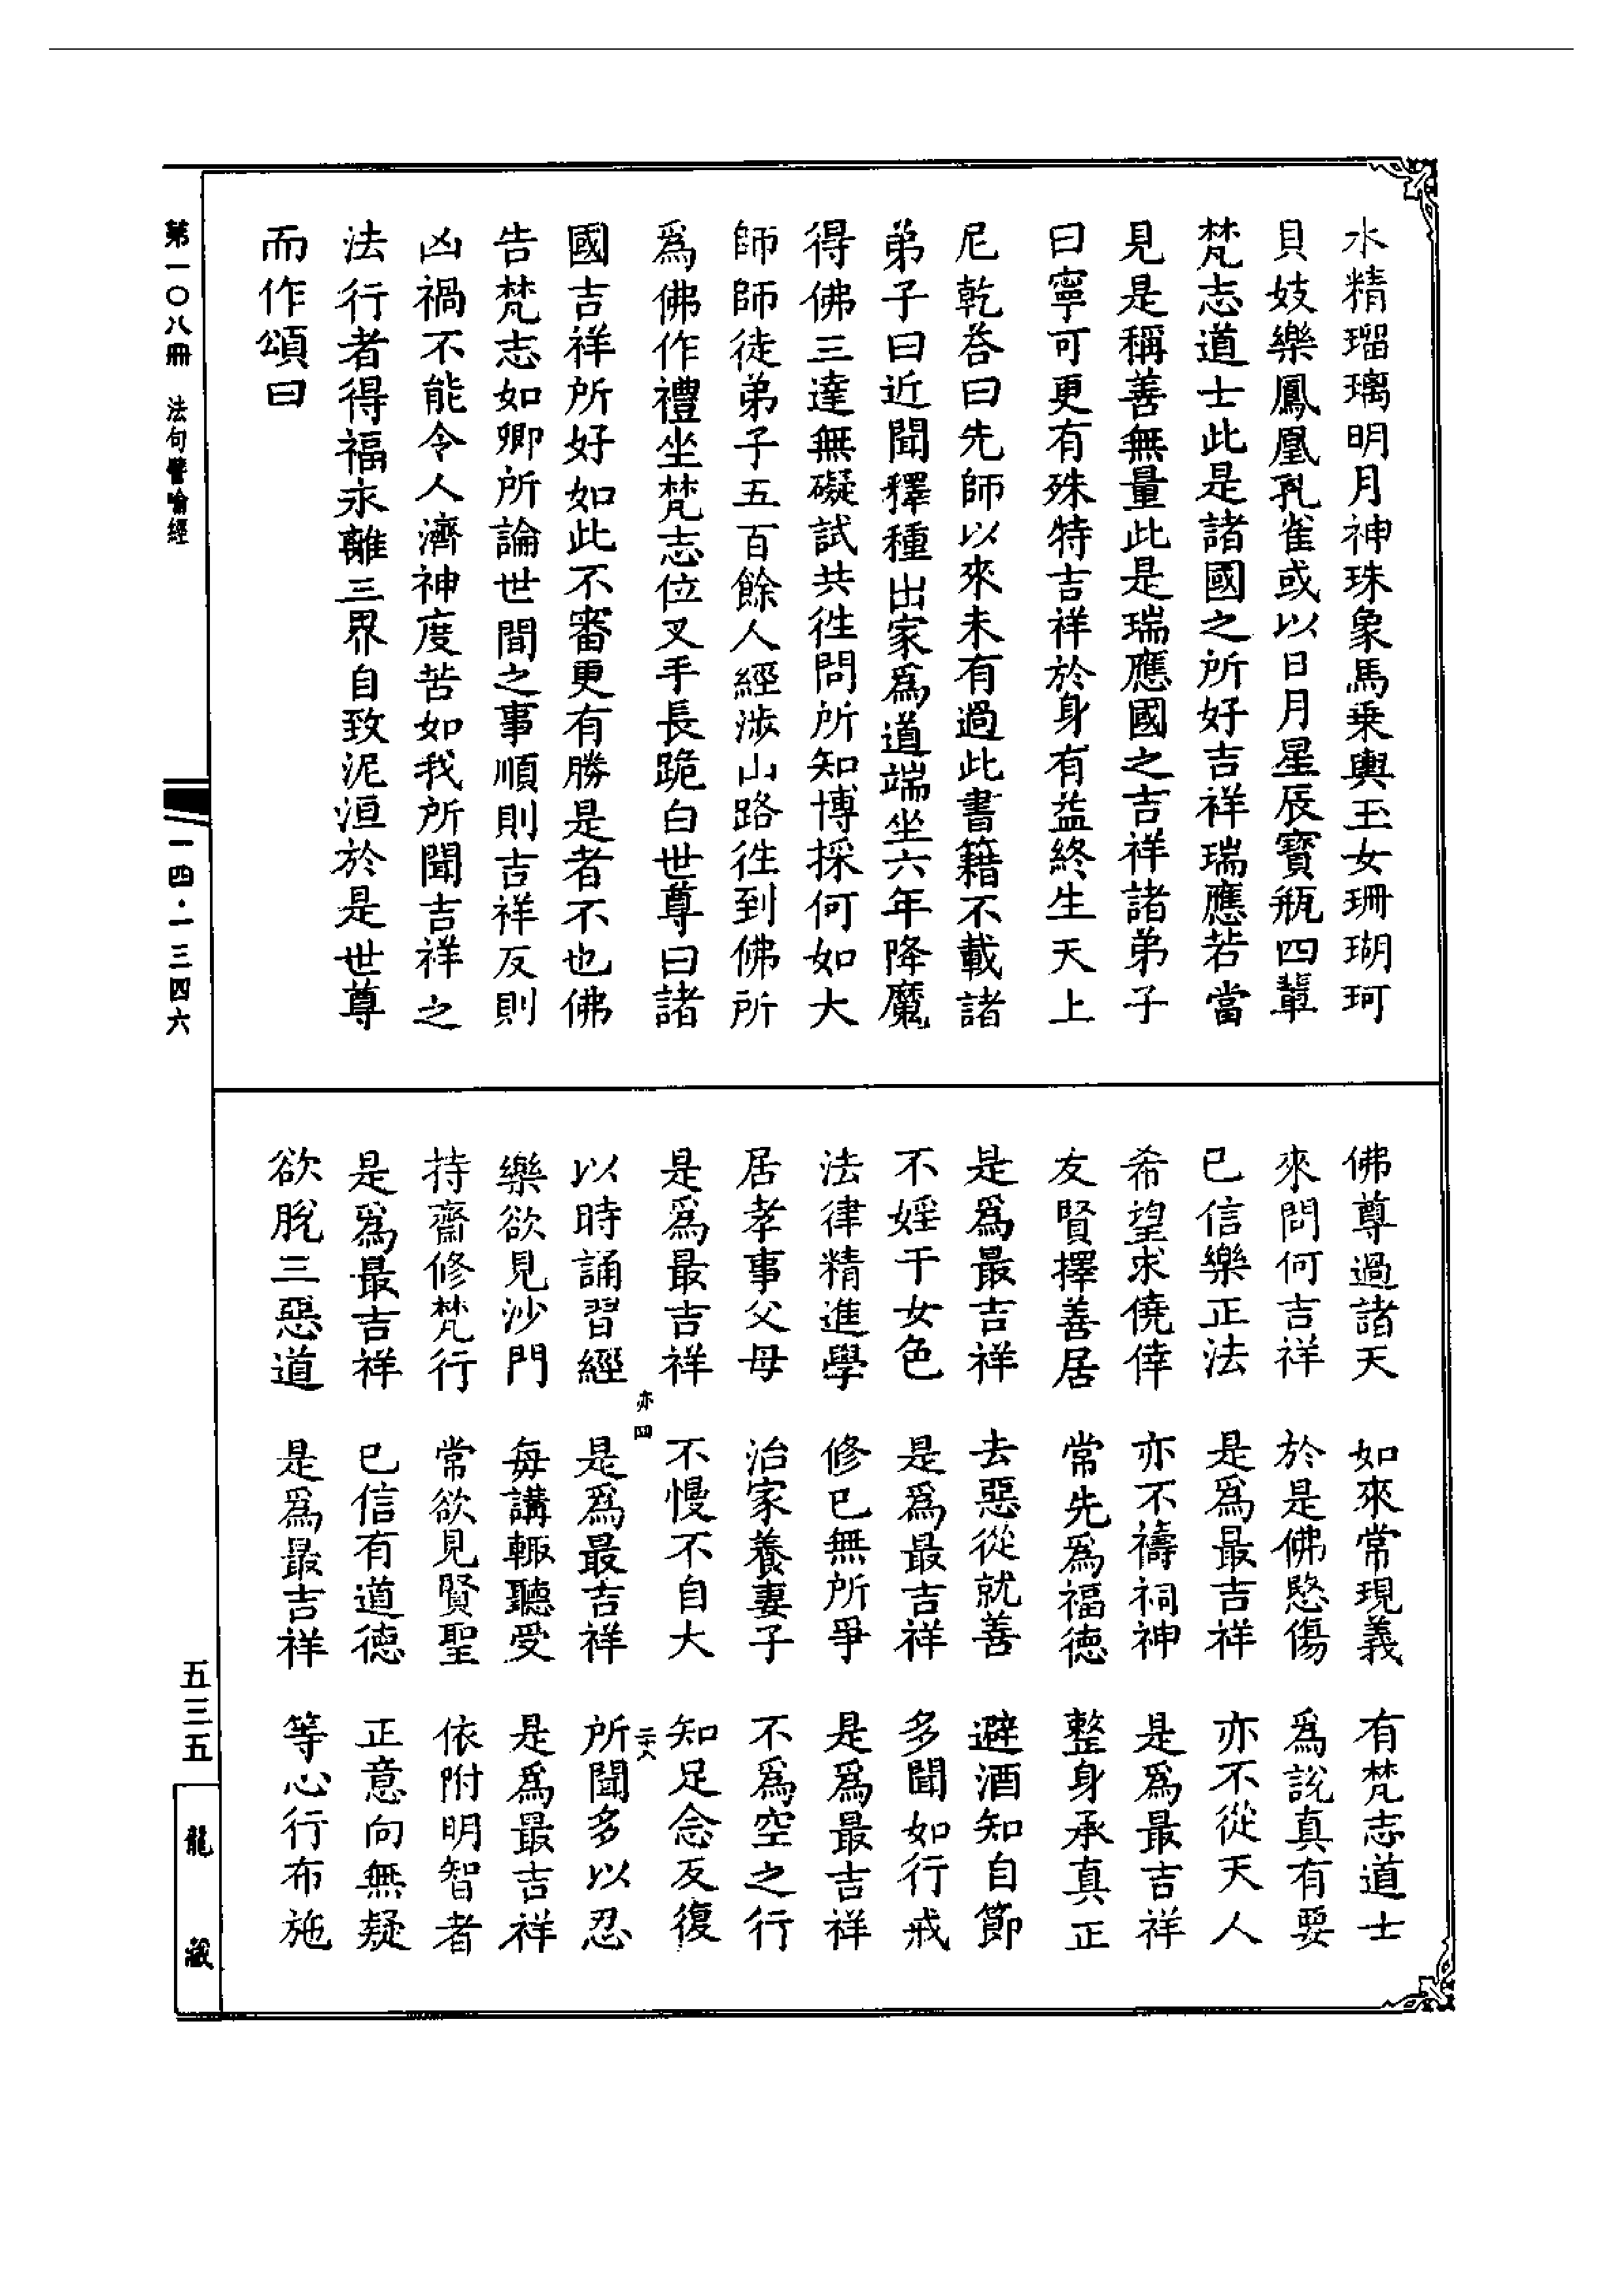 水精瑠璃明月神珠象馬乗輿玉女珊瑚珂
貝妓樂鳳凰孔雀或以日月星辰寶瓶四輩
梵志道士此是諸國之所好吉祥瑞應若當
見是稱善無量此是瑞應國之吉祥諸弟子
曰寧可更有殊特吉祥於身有益終生天上
尼乾荅曰先師以來未有過此書籍不載諸
弟子曰近聞釋種出家爲道端坐六年降魔
得佛三達無礙試共徃問所知博採何如大
師師徒弟子五百餘人經涉山路徃到佛所
爲佛作禮坐梵志位叉手長跪白世尊曰諸
國吉祥所好如此不審更有勝是者不也佛
告梵志如卿所論世間之事順則吉祥反則
凶禍不能令人濟神度苦如我所聞吉祥之
法行者得福永離三界自致泥洹於是世尊
而作頌曰
佛尊過諸天 如來常現義 有梵志道士
來問何吉祥 於是佛愍傷 爲說真有要
已信樂正法 是爲最吉祥 亦不從天人
希望求僥倖 亦不禱祠神 是爲最吉祥
友賢擇善居 常先爲福德 整身承真正
是爲最吉祥 去惡從就善 避酒知自節
不婬于女色 是爲最吉祥 多聞如行戒
法律精進學 修已無所爭 是爲最吉祥
居孝事父母 治家養妻子 不爲空之行
是爲最吉祥 不慢不自大 知足念反復
亦四 二十六
以時誦習經 是爲最吉祥 所聞多以忍
樂欲見沙門 每講輒聽受 是爲最吉祥
持齋修梵行 常欲見賢聖 依附明智者
是爲最吉祥 已信有道德 正意向無疑
欲脫三惡道 是爲最吉祥 等心行布施
第一〇八冊 法句譬喻經
一四·一三四六
五三五
龍藏